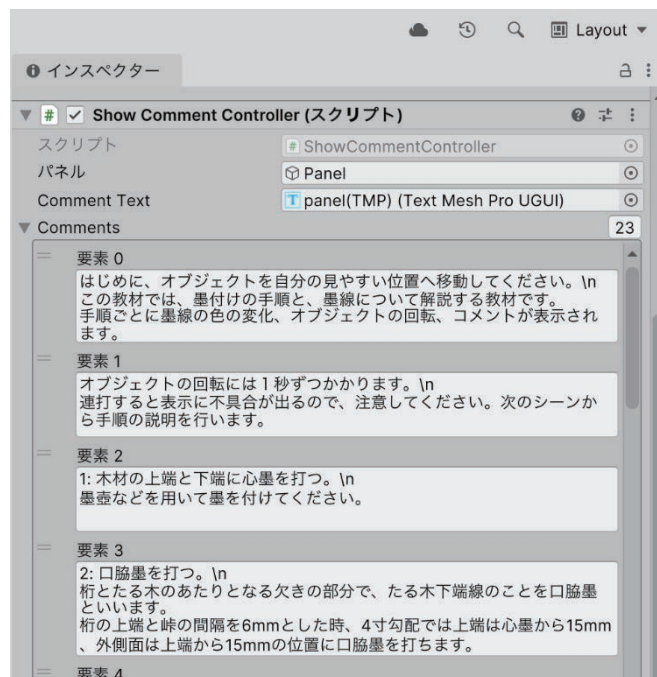 Layout
インスペクター
Show Comment Controller (スクリプト)
スクリプト ShowCommentController
パネル Panel
Comment Text panel(TMP) (Text Mesh Pro UGUI)
Comments 23
要素 0
はじめに、オブジェクトを自分の見やすい位置へ移動してください。\n
この教材では、墨付けの手順と、墨線について解説する教材です。
手順ごとに墨線の色の変化、オブジェクトの回転、コメントが表示され
ます。
要素 1
オブジェクトの回転には1秒ずつかかります。\n
連打すると表示に不具合が出るので、注意してください。次のシーンか
ら手順の説明を行います。
要素 2
1: 木材の上端と下端に心墨を打つ。\n
墨壺などを用いて墨を付けてください。
要素 3
2: 口脇墨を打つ。\n
桁とたる木のあたりとなる欠きの部分で、たる木下端線のことを口脇墨
といいます。
桁の上端と峠の間隔を6mmとした時、4寸勾配では上端は心墨から15mm
、外側面は上端から15mmの位置に口脇墨を打ちます。
要素 4